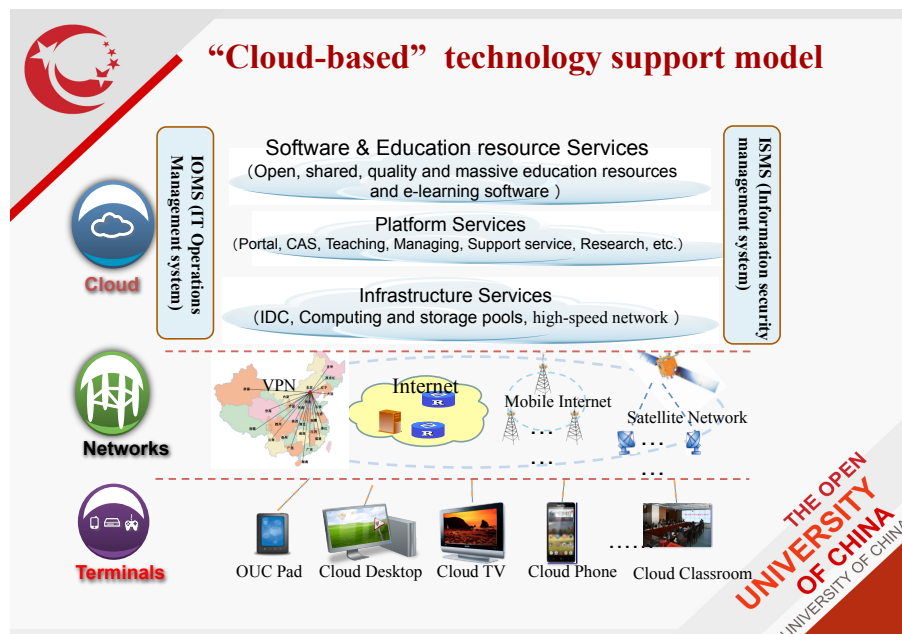 “Cloud-based” technology support model
IOMS (IT Operations
Management system)
Software & Education resource Services
(Open, shared, quality and massive education resources
and e-learning software )
Platform Services
(Portal, CAS, Teaching, Managing, Support service, Research, etc.)
Infrastructure Services
(IDC, Computing and storage pools, high-speed network )
ISMS (Information security
management system)
Cloud
VPN
Internet
R
R
Mobile Internet
...
...
Satellite Network
...
...
Networks
Terminals
OUC Pad
Cloud Desktop
Cloud TV
Cloud Phone
......
Cloud Classroom
THE OPEN
UNIVERSITY
OF CHINA
UNIVERSITY OF CHINA